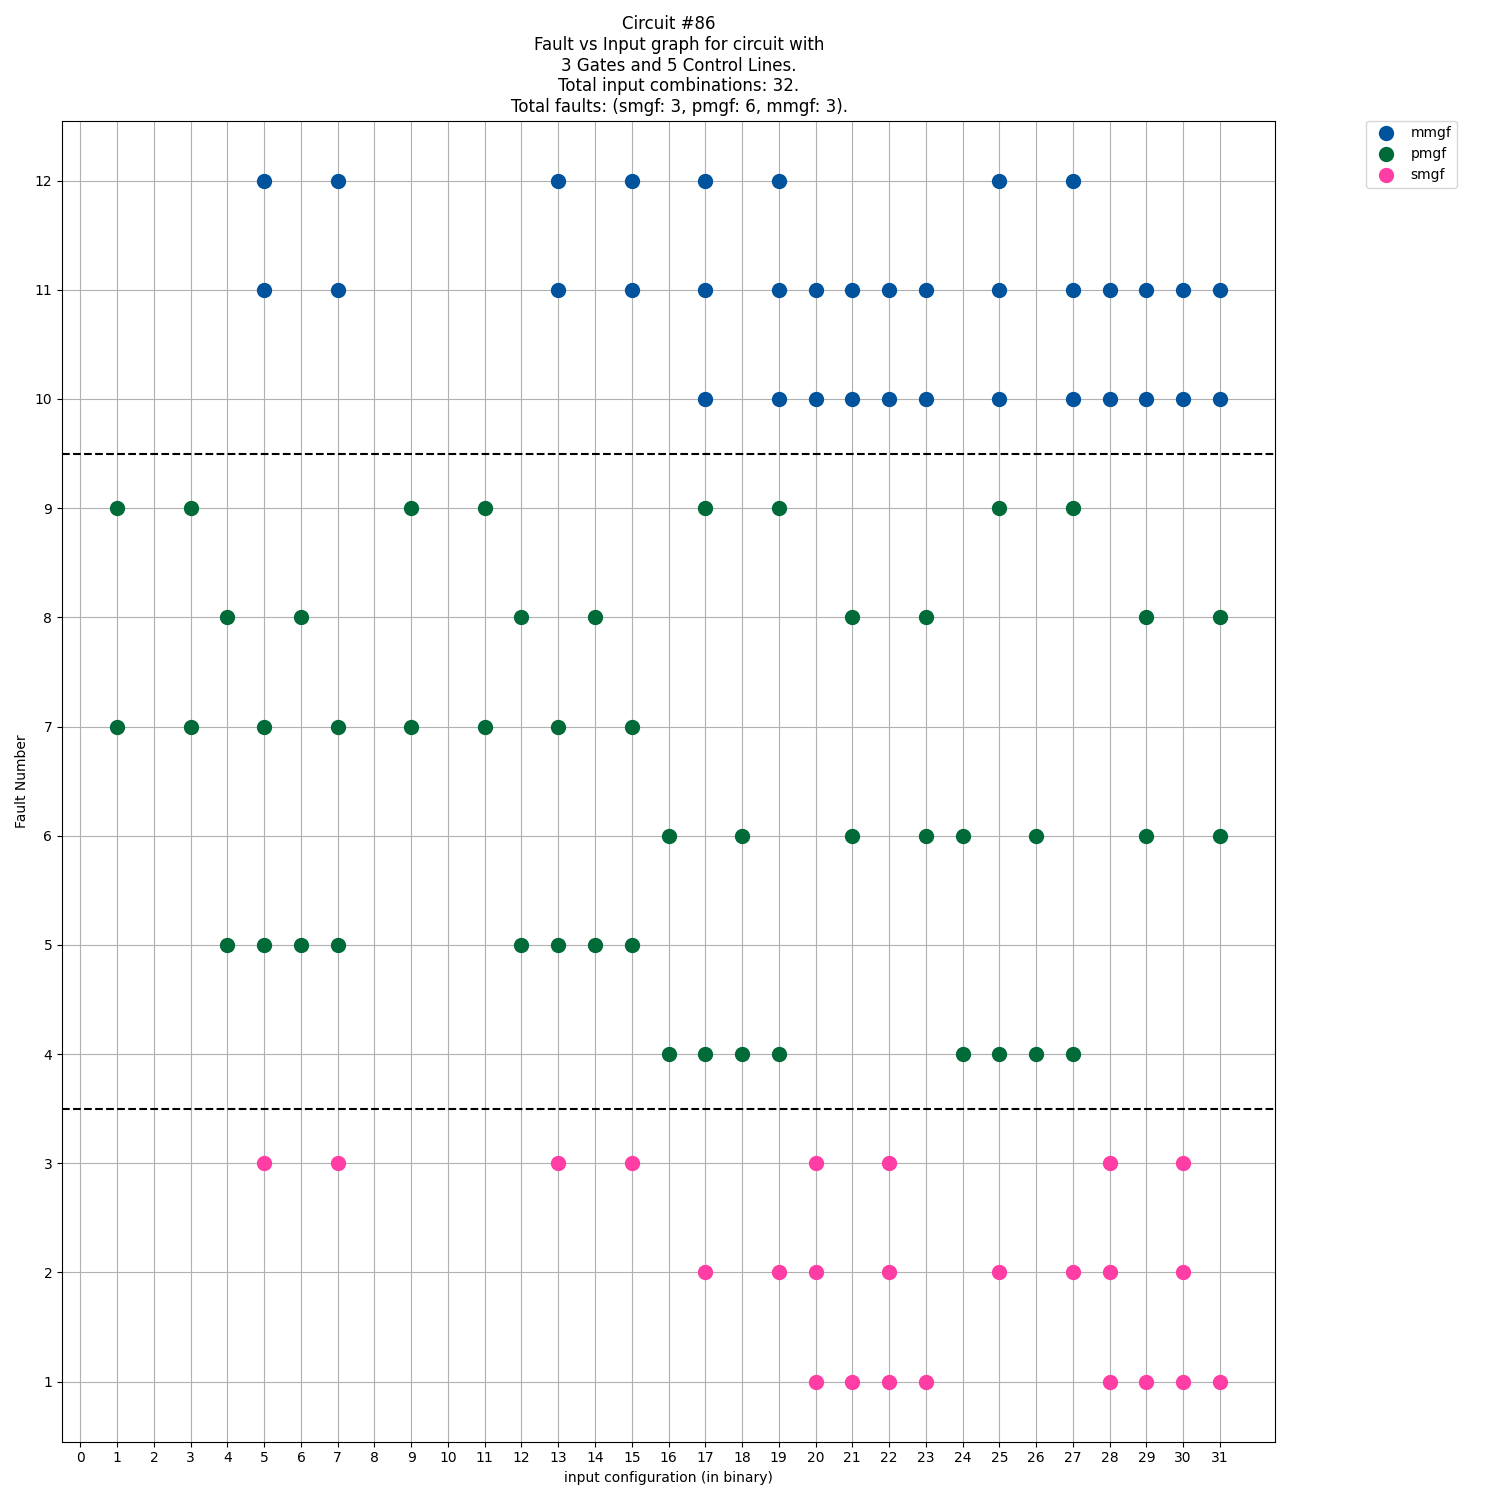 Circuit #86
Fault vs Input graph for circuit with
3 Gates and 5 Control Lines.
Total input combinations: 32.
Total faults: (smgf: 3, pmgf: 6, mmgf: 3).
mmgf
pmgf
smgf
12
11
10
9
8
7
6
5
4
3
2
1
Fault Number
0 1 2 3 4 5 6 7 8 9 10 11 12 13 14 15 16 17 18 19 20 21 22 23 24 25 26 27 28 29 30 31
input configuration (in binary)